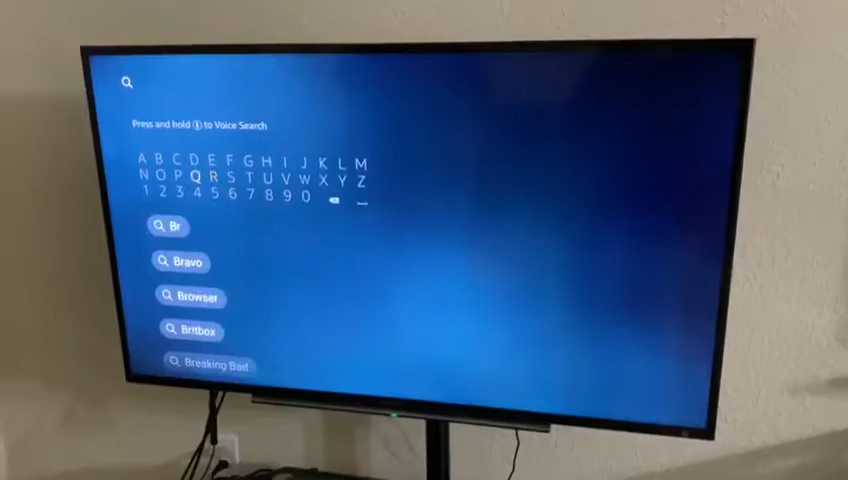 Press and hold to Voice Search
A B C D E F G H I J K L M
N O P Q R S T U V W X Y Z
1 2 3 4 5 6 7 8 9 0
Br
Bravo
Browser
Britbox
Breaking Bad